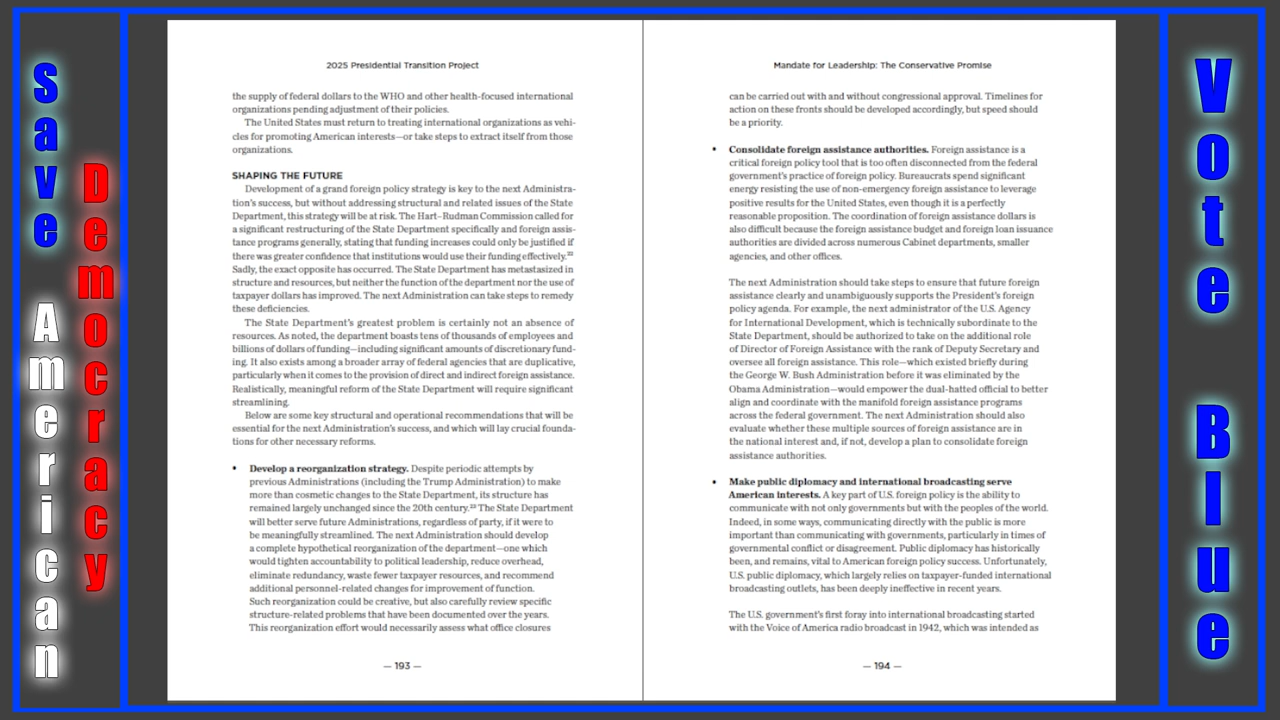 Save American
Democracy
2025 Presidential Transition Project
the supply of federal dollars to the WHO and other health-focused international
organizations pending adjustment of their policies.
The United States must return to treating international organizations as vehi-
cles for promoting American interests—or take steps to extract itself from those
organizations.
SHAPING THE FUTURE
Development of a grand foreign policy strategy is key to the next Administra-
tion's success, but without addressing structural and related issues of the State
Department, this strategy will be at risk. The Hart–Rudman Commission called for
a significant restructuring of the State Department specifically and foreign assis-
tance programs generally, stating that funding increases could only be justified if
there was greater confidence that institutions would use their funding effectively.²²
Sadly, the exact opposite has occurred. The State Department has metastasized in
structure and resources, but neither the function of the department nor the use of
taxpayer dollars has improved. The next Administration can take steps to remedy
these deficiencies.
The State Department's greatest problem is certainly not an absence of
resources. As noted, the department boasts tens of thousands of employees and
billions of dollars of funding—including significant amounts of discretionary fund-
ing. It also exists among a broader array of federal agencies that are duplicative,
particularly when it comes to the provision of direct and indirect foreign assistance.
Realistically, meaningful reform of the State Department will require significant
streamlining.
Below are some key structural and operational recommendations that will be
essential for the next Administration's success, and which will lay crucial founda-
tions for other necessary reforms.
• Develop a reorganization strategy. Despite periodic attempts by
previous Administrations (including the Trump Administration) to make
more than cosmetic changes to the State Department, its structure has
remained largely unchanged since the 20th century.²³ The State Department
will better serve future Administrations, regardless of party, if it were to
be meaningfully streamlined. The next Administration should develop
a complete hypothetical reorganization of the department—one which
would tighten accountability to political leadership, reduce overhead,
eliminate redundancy, waste fewer taxpayer resources, and recommend
additional personnel-related changes for improvement of function.
Such reorganization could be creative, but also carefully review specific
structure-related problems that have been documented over the years.
This reorganization effort would necessarily assess what office closures
— 193 —
Mandate for Leadership: The Conservative Promise
can be carried out with and without congressional approval. Timelines for
action on these fronts should be developed accordingly, but speed should
be a priority.
• Consolidate foreign assistance authorities. Foreign assistance is a
critical foreign policy tool that is too often disconnected from the federal
government's practice of foreign policy. Bureaucrats spend significant
energy resisting the use of non-emergency foreign assistance to leverage
positive results for the United States, even though it is a perfectly
reasonable proposition. The coordination of foreign assistance dollars is
also difficult because the foreign assistance budget and foreign loan issuance
authorities are divided across numerous Cabinet departments, smaller
agencies, and other offices.
The next Administration should take steps to ensure that future foreign
assistance clearly and unambiguously supports the President's foreign
policy agenda. For example, the next administrator of the U.S. Agency
for International Development, which is technically subordinate to the
State Department, should be authorized to take on the additional role
of Director of Foreign Assistance with the rank of Deputy Secretary and
oversee all foreign assistance. This role—which existed briefly during
the George W. Bush Administration before it was eliminated by the
Obama Administration—would empower the dual-hatted official to better
align and coordinate with the manifold foreign assistance programs
across the federal government. The next Administration should also
evaluate whether these multiple sources of foreign assistance are in
the national interest and, if not, develop a plan to consolidate foreign
assistance authorities.
• Make public diplomacy and international broadcasting serve
American interests. A key part of U.S. foreign policy is the ability to
communicate with not only governments but with the peoples of the world.
Indeed, in some ways, communicating directly with the public is more
important than communicating with governments, particularly in times of
governmental conflict or disagreement. Public diplomacy has historically
been, and remains, vital to American foreign policy success. Unfortunately,
U.S. public diplomacy, which largely relies on taxpayer-funded international
broadcasting outlets, has been deeply ineffective in recent years.
The U.S. government's first foray into international broadcasting started
with the Voice of America radio broadcast in 1942, which was intended as
— 194 —
Vote Blue